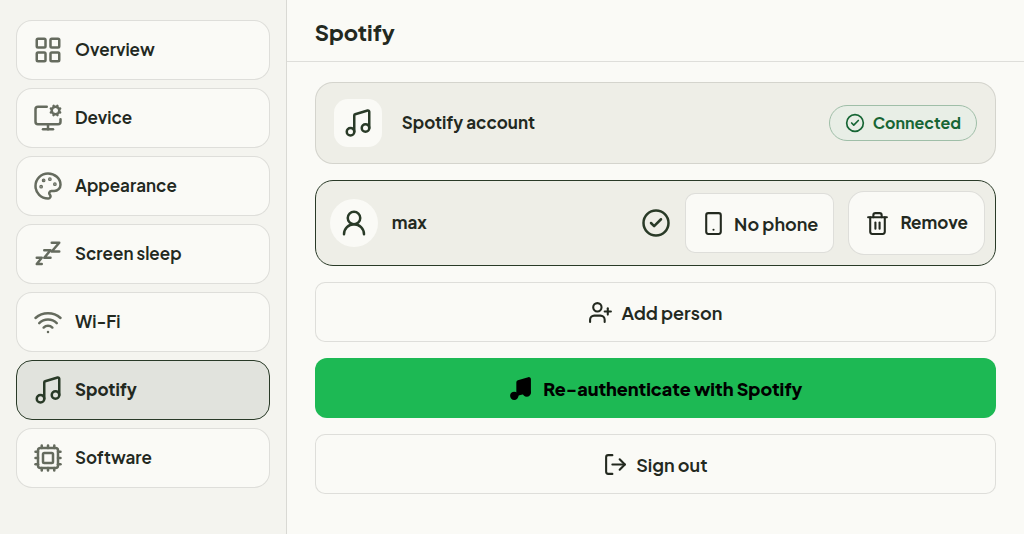 Overview
Device
Appearance
Screen sleep
Wi-Fi
Spotify
Software
Spotify
Spotify account
Connected
max
No phone
Remove
Add person
Re-authenticate with Spotify
Sign out